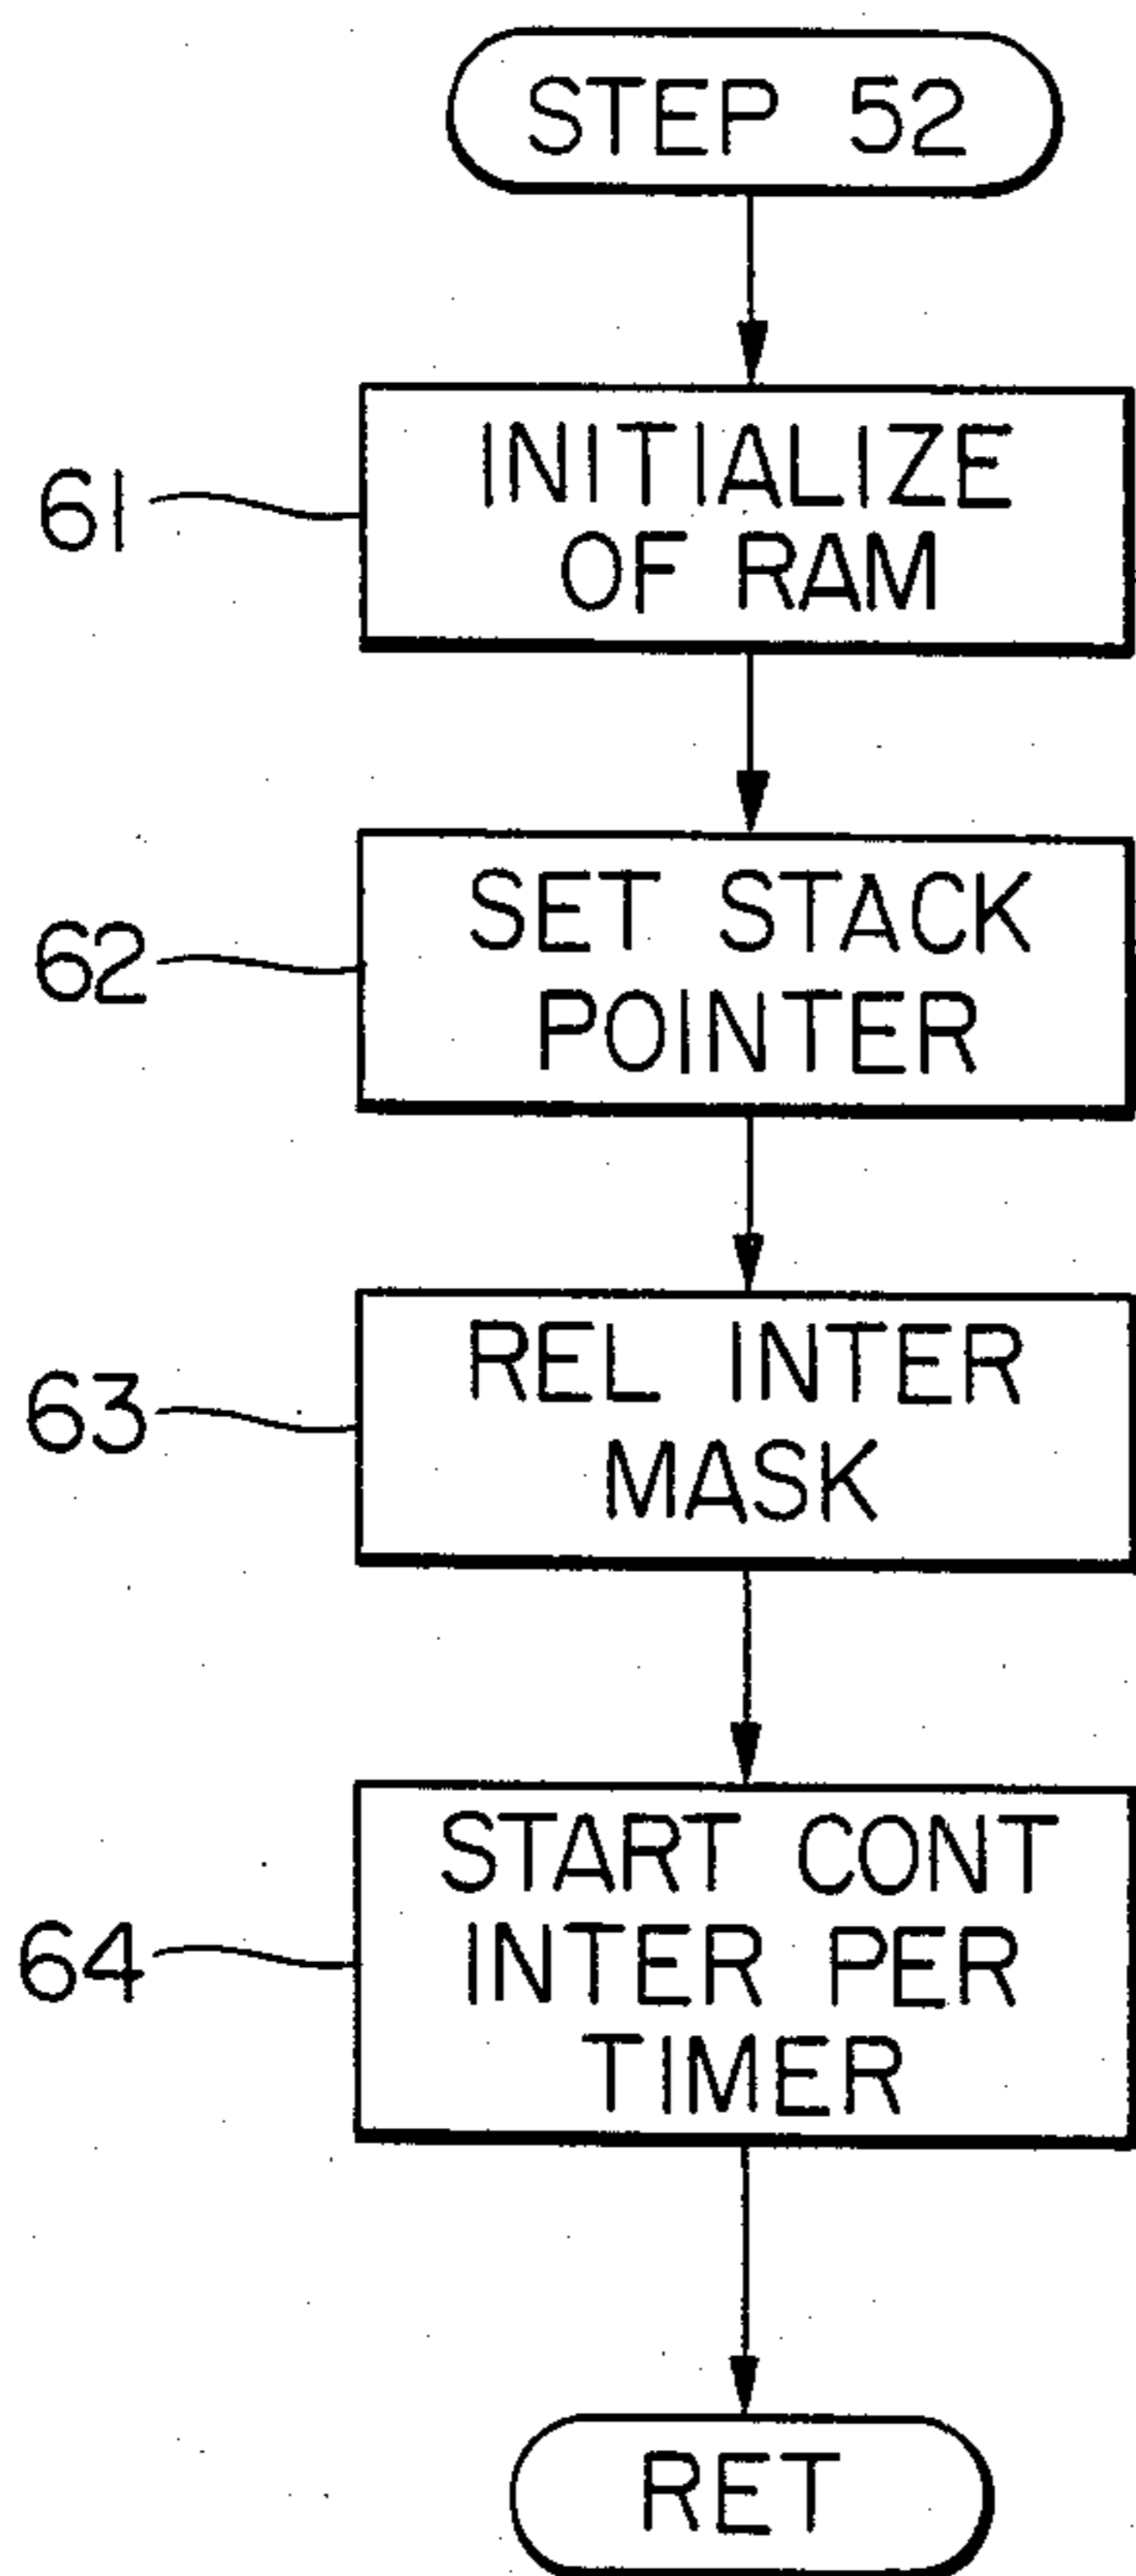 STEP 52
61
INITIALIZE
OF RAM
62
SET STACK
POINTER
63
REL INTER
MASK
64
START CONT
INTER PER
TIMER
RET